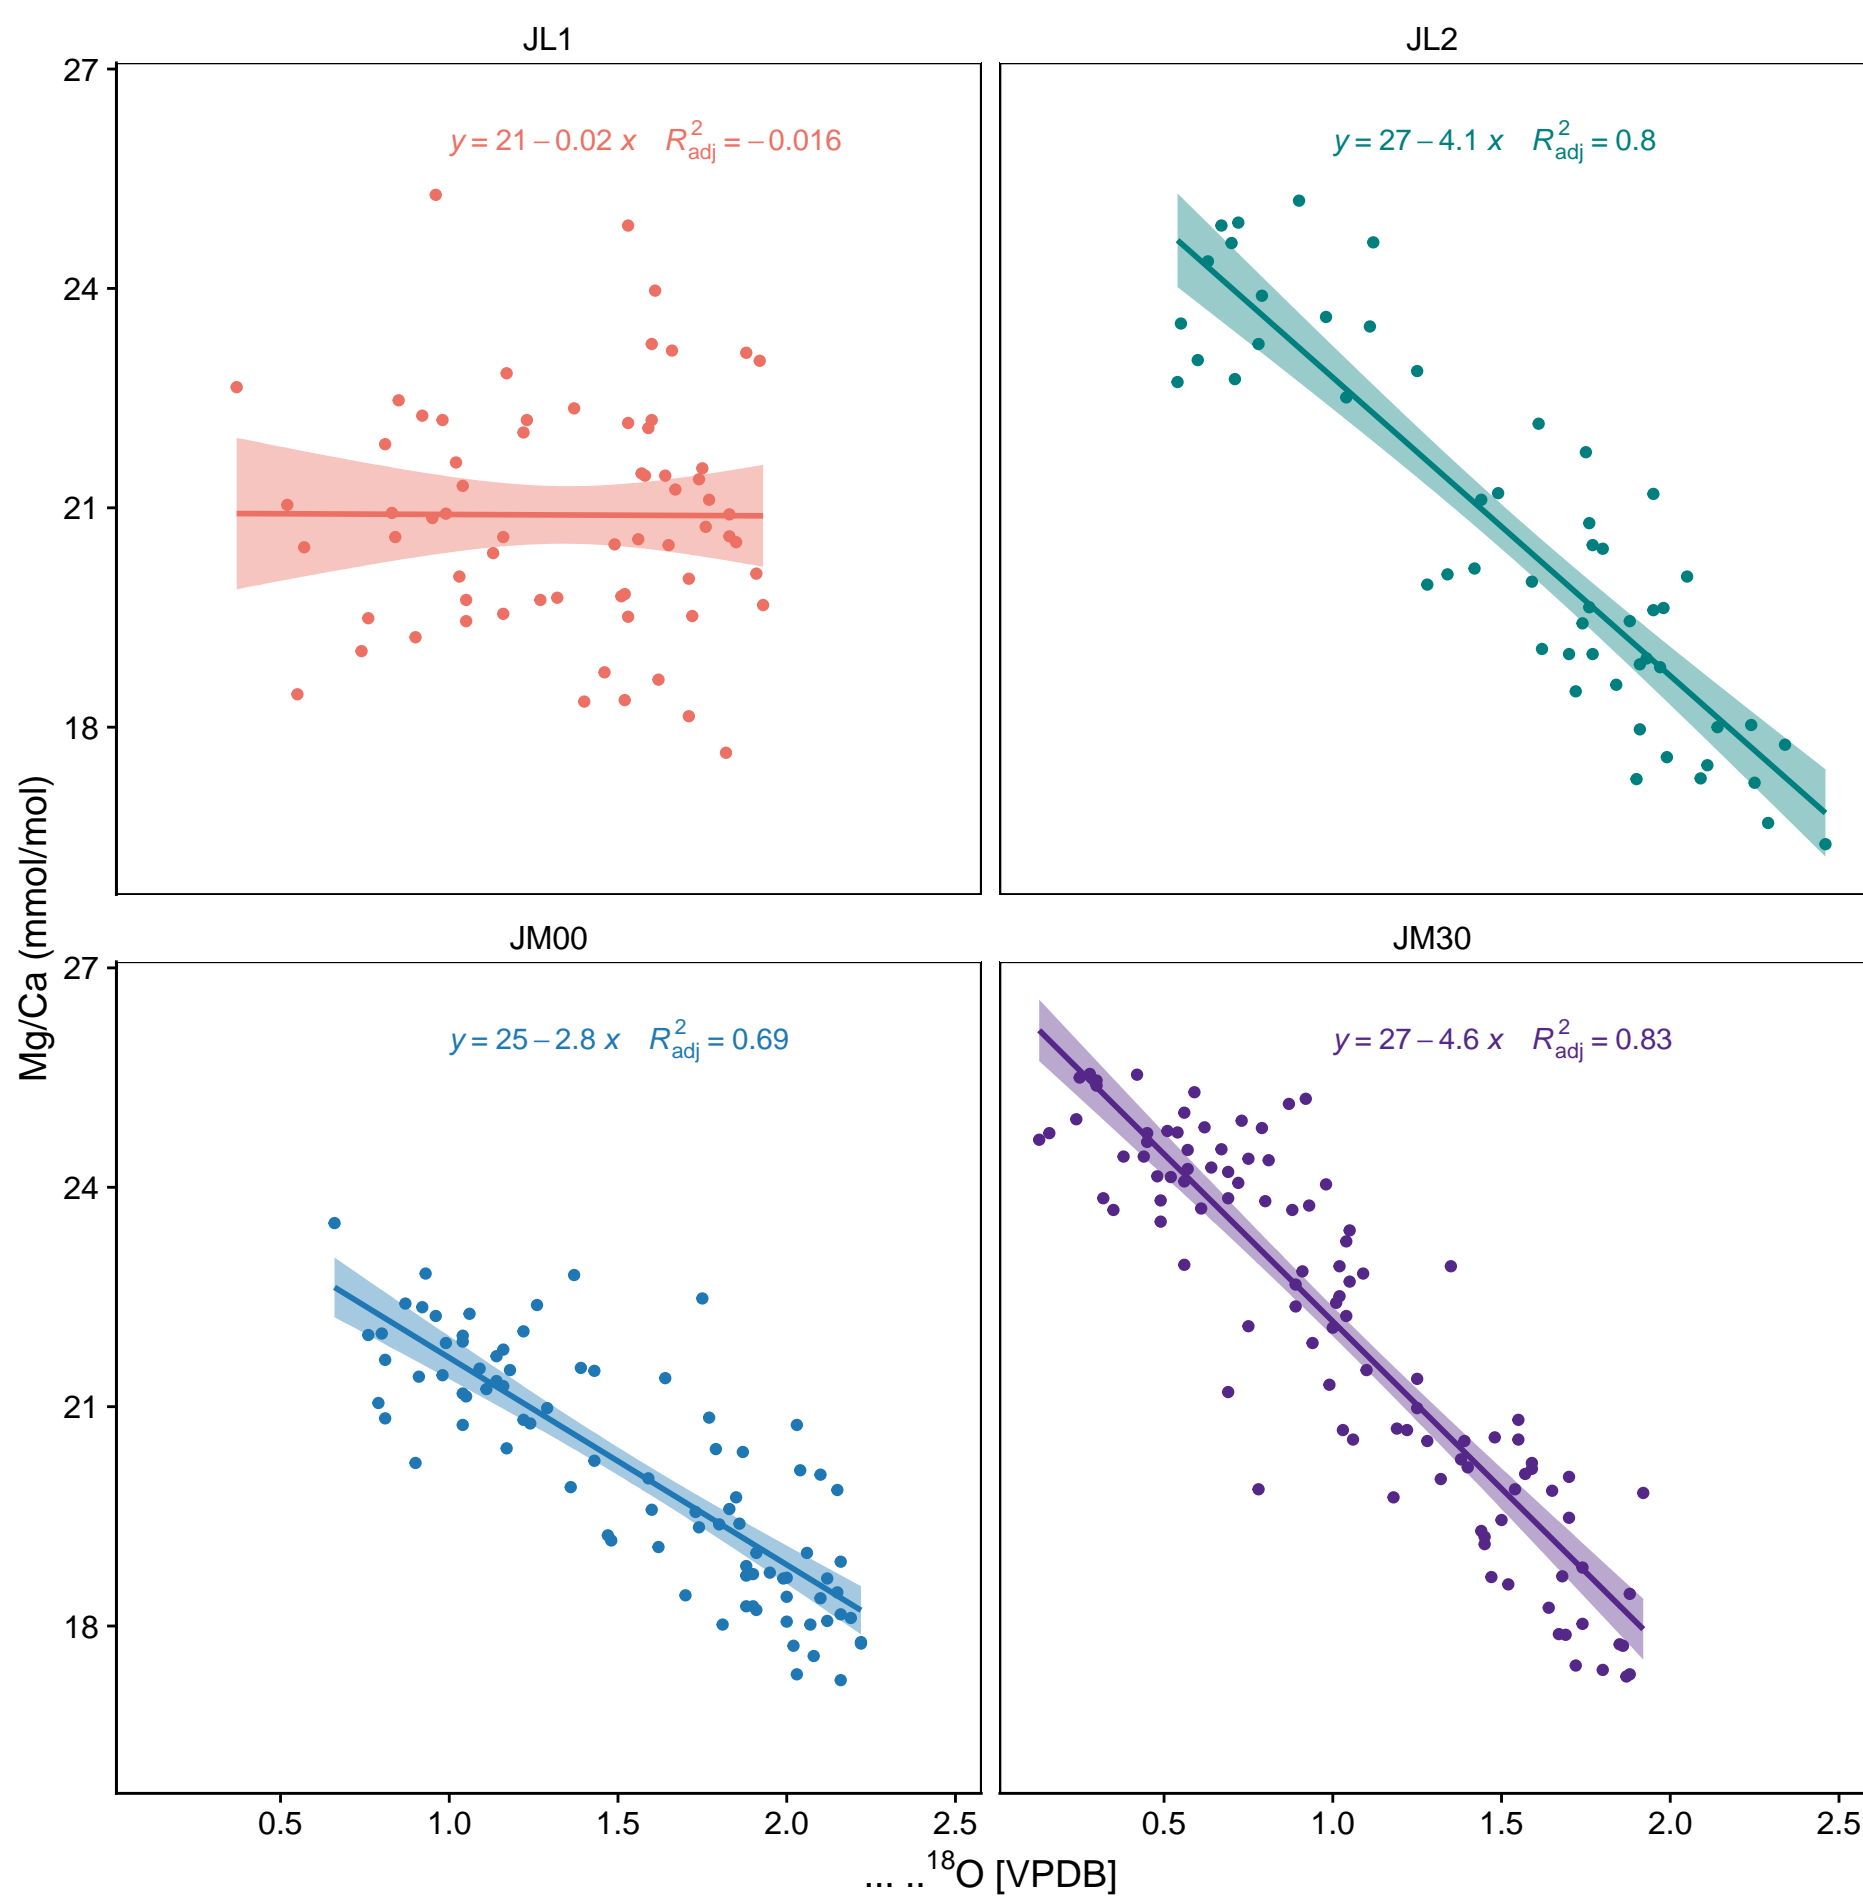 JL1
JL2
27
24
21
18
y = 21 – 0.02 x R²adj = – 0.016
y = 27 – 4.1 x R²adj = 0.8
Mg/Ca (mmol/mol)
JM00
JM30
27
24
21
18
y = 25 – 2.8 x R²adj = 0.69
y = 27 – 4.6 x R²adj = 0.83
0.5 1.0 1.5 2.0 2.5
0.5 1.0 1.5 2.0 2.5
... ..¹⁸O [VPDB]